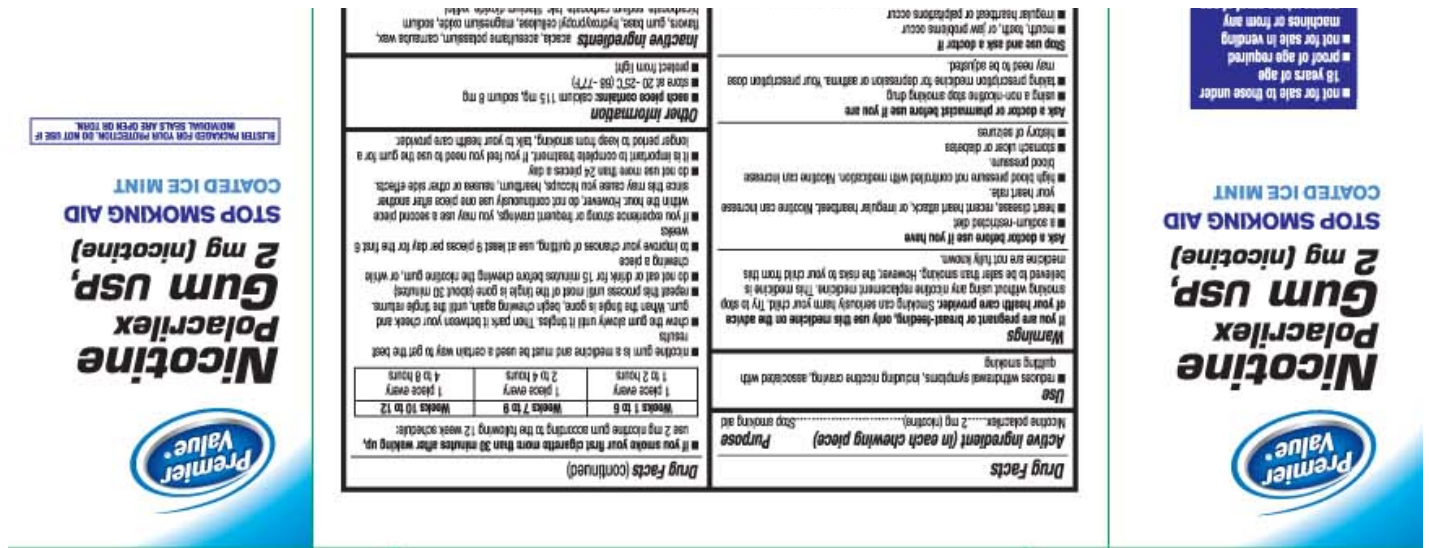 Premier
Value®
Nicotine
Polacrilex
Gum USP,
2 mg (nicotine)
STOP SMOKING AID
COATED ICE MINT
■ not for sale to those under
18 years of age
■ proof of age required
■ not for sale in vending
machines or from any
Drug Facts
Active ingredient (in each chewing piece) Purpose
Nicotine polacrilex......2 mg (nicotine)..............................Stop smoking aid
Use
■ reduces withdrawal symptoms, including nicotine craving, associated with
quitting smoking
Warnings
If you are pregnant or breast-feeding, only use this medicine on the advice
of your health care provider. Smoking can seriously harm your child. Try to stop
smoking without using any nicotine replacement medicine. This medicine is
believed to be safer than smoking. However, the risks to your child from this
medicine are not fully known.
Ask a doctor before use if you have
■ a sodium-restricted diet
■ heart disease, recent heart attack, or irregular heartbeat. Nicotine can increase
your heart rate.
■ high blood pressure not controlled with medication. Nicotine can increase
blood pressure.
■ stomach ulcer or diabetes
■ history of seizures
Ask a doctor or pharmacist before use if you are
■ using a non-nicotine stop smoking drug
■ taking prescription medicine for depression or asthma. Your prescription dose
may need to be adjusted.
Stop use and ask a doctor if
■ mouth, teeth, or jaw problems occur
■ irregular heartbeat or palpitations occur
Drug Facts (continued)
■ if you smoke your first cigarette more than 30 minutes after waking up,
use 2 mg nicotine gum according to the following 12 week schedule:
Weeks 1 to 6 Weeks 7 to 9 Weeks 10 to 12
1 piece every 1 piece every 1 piece every
1 to 2 hours 2 to 4 hours 4 to 8 hours
■ nicotine gum is a medicine and must be used a certain way to get the best
results
■ chew the gum slowly until it tingles. Then park it between your cheek and
gum. When the tingle is gone, begin chewing again, until the tingle returns.
■ repeat this process until most of the tingle is gone (about 30 minutes)
■ do not eat or drink for 15 minutes before chewing the nicotine gum, or while
chewing a piece
■ to improve your chances of quitting, use at least 9 pieces per day for the first 6
weeks
■ if you experience strong or frequent cravings, you may use a second piece
within the hour. However, do not continuously use one piece after another
since this may cause you hiccups, heartburn, nausea or other side effects.
■ do not use more than 24 pieces a day
■ it is important to complete treatment. If you feel you need to use the gum for a
longer period to keep from smoking, talk to your health care provider.
Other information
■ each piece contains: calcium 115 mg, sodium 8 mg
■ store at 20 -25°C (68 -77°F)
■ protect from light
Inactive ingredients acacia, acesulfame potassium, carnauba wax,
flavors, gum base, hydroxypropyl cellulose, magnesium oxide, sodium
bicarbonate, sodium carbonate, talc, titanium dioxide, xylitol
Premier
Value®
Nicotine
Polacrilex
Gum USP,
2 mg (nicotine)
STOP SMOKING AID
COATED ICE MINT
BLISTER PACKAGED FOR YOUR PROTECTION. DO NOT USE IF
INDIVIDUAL SEALS ARE OPEN OR TORN.